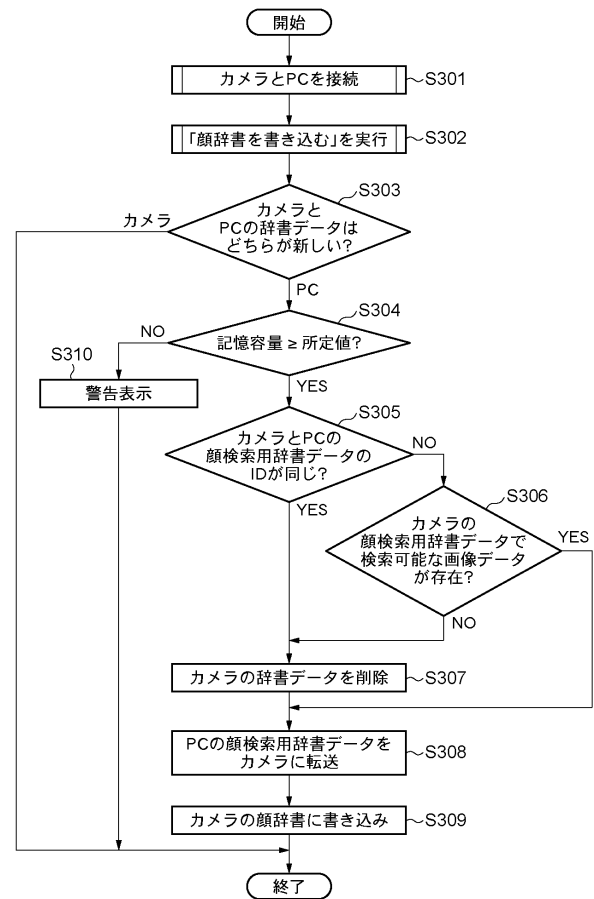 開始
カメラとPCを接続
S301
「顔辞書を書き込む」を実行
S302
S303
カメラ
カメラと
PCの辞書データは
どちらが新しい?
PC
S304
NO
記憶容量 ≥ 所定値?
S310
警告表示
YES
S305
カメラとPCの
顔検索用辞書データの
IDが同じ?
NO
YES
S306
カメラの
顔検索用辞書データで
検索可能な画像データ
が存在?
YES
NO
カメラの辞書データを削除
S307
PCの顔検索用辞書データを
カメラに転送
S308
カメラの顔辞書に書き込み
S309
終了